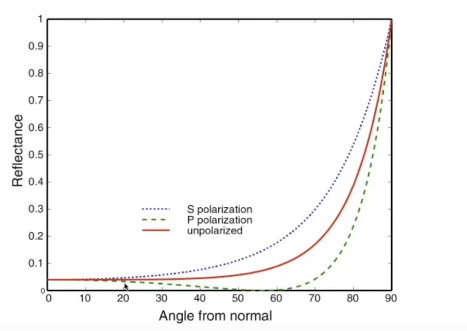 1
0.9
0.8
0.7
0.6
0.5
0.4
0.3
0.2
0.1
0
Reflectance
S polarization
P polarization
unpolarized
0 10 20 30 40 50 60 70 80 90
Angle from normal